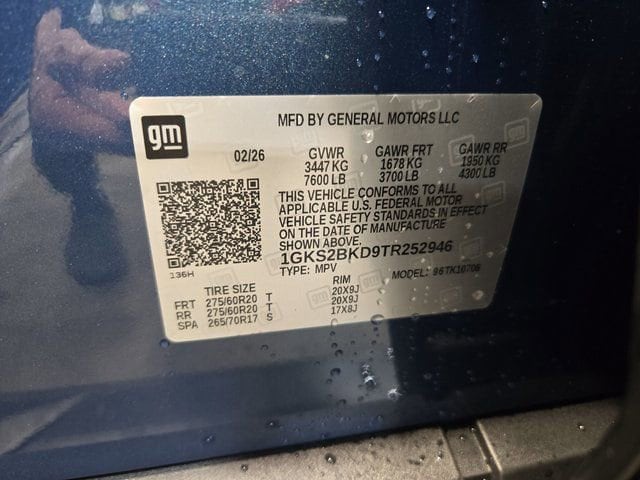 gm
MFD BY GENERAL MOTORS LLC
02/26 GVWR GAWR FRT GAWR RR
3447 KG 1678 KG 1950 KG
7600 LB 3700 LB 4300 LB
THIS VEHICLE CONFORMS TO ALL
APPLICABLE U.S. FEDERAL MOTOR
VEHICLE SAFETY STANDARDS IN EFFECT
ON THE DATE OF MANUFACTURE
SHOWN ABOVE.
1GKS2BKD9TR252946
136H TYPE: MPV MODEL: 96TK10706
TIRE SIZE RIM
FRT 275/60R20 T 20X9J
RR 275/60R20 T 20X9J
SPA 265/70R17 S 17X8J